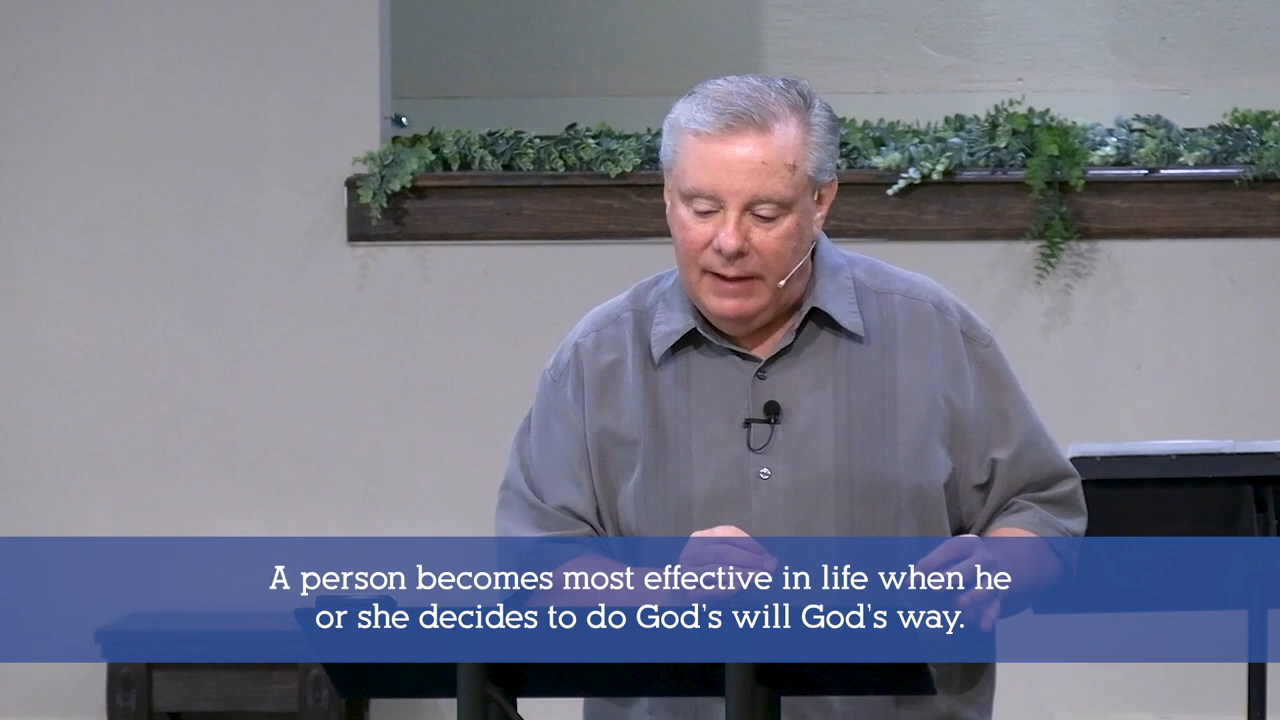 A person becomes most effective in life when he
or she decides to do God's will God's way.